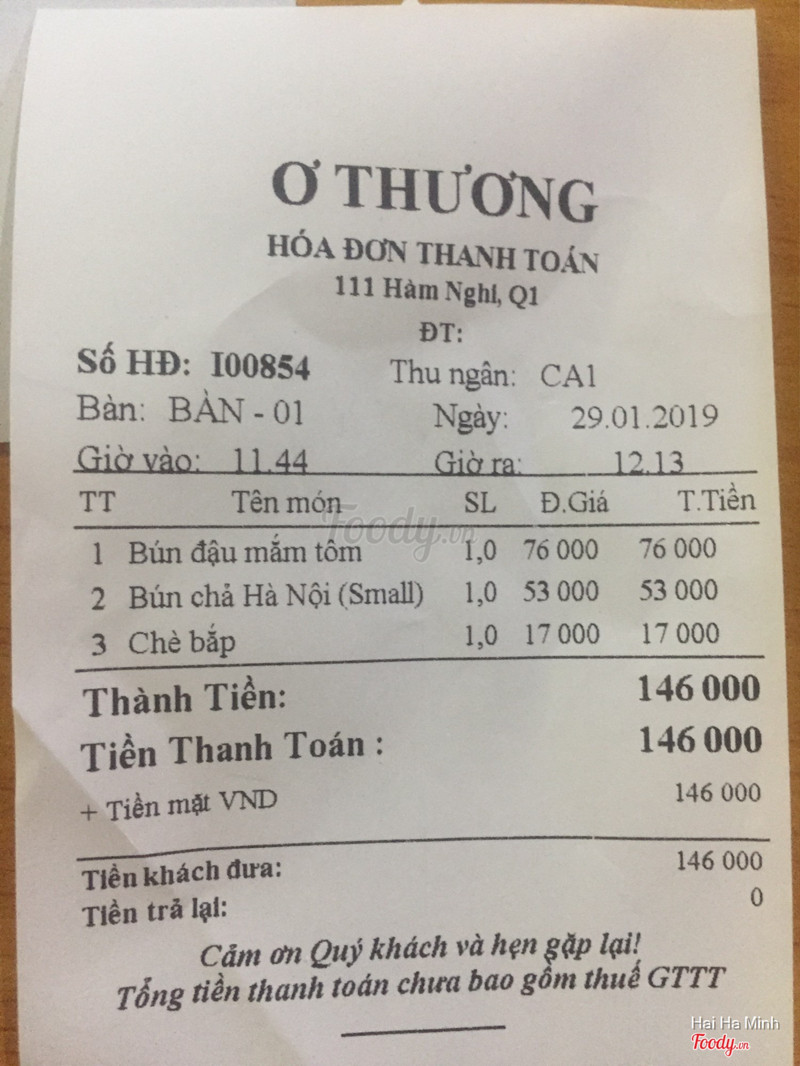 Ơ THƯƠNG
HÓA ĐƠN THANH TOÁN
111 Hàm Nghi, Q1
ĐT:
Số HĐ: I00854 Thu ngân: CA1
Bàn: BÀN - 01 Ngày: 29.01.2019
Giờ vào: 11.44 Giờ ra: 12.13
TT Tên món SL Đ.Giá T.Tiền
1 Bún đậu mắm tôm 1,0 76 000 76 000
2 Bún chả Hà Nội (Small) 1,0 53 000 53 000
3 Chè bắp 1,0 17 000 17 000
Thành Tiền: 146 000
Tiền Thanh Toán : 146 000
+ Tiền mặt VND 146 000
Tiền khách đưa: 146 000
Tiền trả lại: 0
Cảm ơn Quý khách và hẹn gặp lại!
Tổng tiền thanh toán chưa bao gồm thuế GTTT
Foody.vn
Hai Ha Minh
Foody.vn